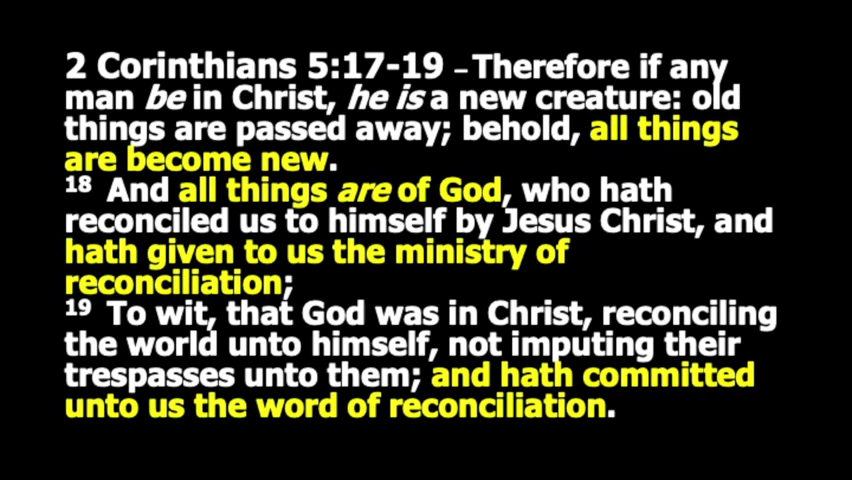 2 Corinthians 5:17-19 – Therefore if any
man be in Christ, he is a new creature: old
things are passed away; behold, all things
are become new.
18 And all things are of God, who hath
reconciled us to himself by Jesus Christ, and
hath given to us the ministry of
reconciliation;
19 To wit, that God was in Christ, reconciling
the world unto himself, not imputing their
trespasses unto them; and hath committed
unto us the word of reconciliation.